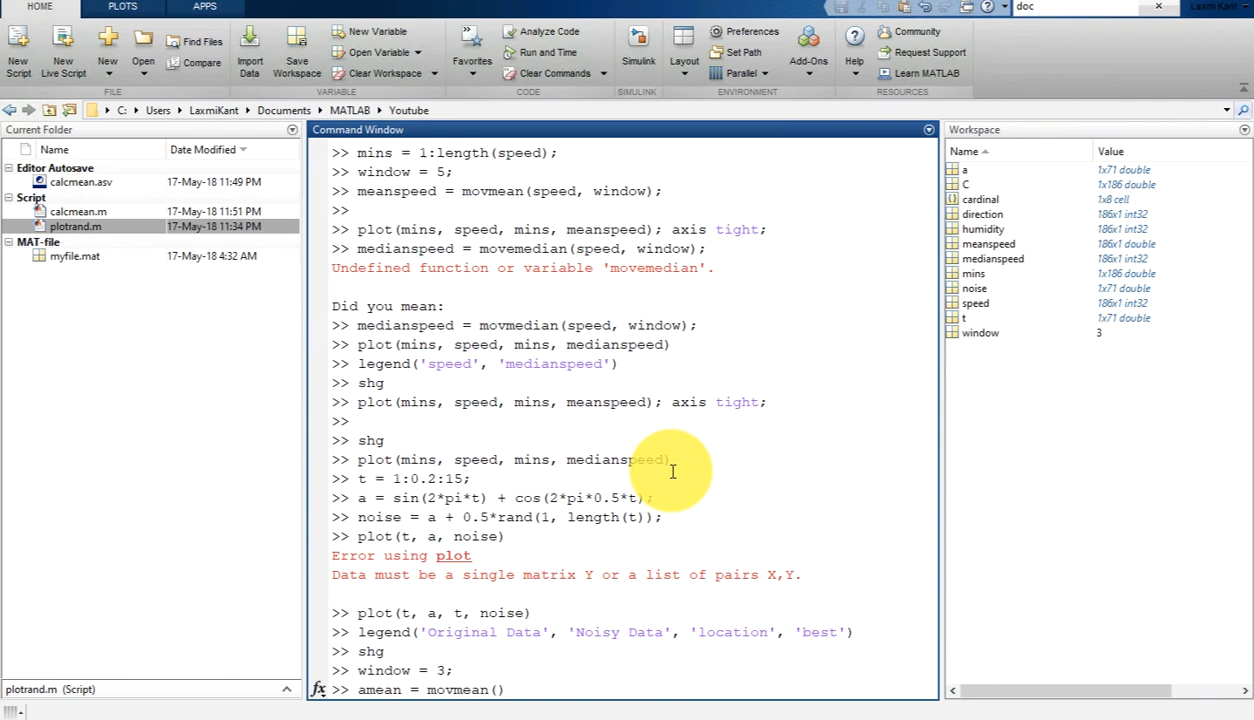 HOME PLOTS APPS doc Laxmi Kant
New Script
New Live Script
New
Open
Find Files
Compare
Import Data
Save Workspace
New Variable
Open Variable
Clear Workspace
Favorites
Analyze Code
Run and Time
Clear Commands
Simulink
Layout
Preferences
Set Path
Parallel
Add-Ons
Help
Community
Request Support
Learn MATLAB
FILE VARIABLE CODE SIMULINK ENVIRONMENT RESOURCES
C: Users LaxmiKant Documents MATLAB Youtube
Current Folder
Name Date Modified
Editor Autosave
calcmean.asv 17-May-18 11:49 PM
Script
calcmean.m 17-May-18 11:51 PM
plotrand.m 17-May-18 11:34 PM
MAT-file
myfile.mat 17-May-18 4:32 AM
plotrand.m (Script)
Command Window
>> mins = 1:length(speed);
>> window = 5;
>> meanspeed = movmean(speed, window);
>>
>> plot(mins, speed, mins, meanspeed); axis tight;
>> medianspeed = movemedian(speed, window);
Undefined function or variable 'movemedian'.
Did you mean:
>> medianspeed = movmedian(speed, window);
>> plot(mins, speed, mins, medianspeed)
>> legend('speed', 'medianspeed')
>> shg
>> plot(mins, speed, mins, meanspeed); axis tight;
>>
>> shg
>> plot(mins, speed, mins, medianspeed)
>> t = 1:0.2:15;
>> a = sin(2*pi*t) + cos(2*pi*0.5*t);
>> noise = a + 0.5*rand(1, length(t));
>> plot(t, a, noise)
Error using plot
Data must be a single matrix Y or a list of pairs X,Y.
>> plot(t, a, t, noise)
>> legend('Original Data', 'Noisy Data', 'location', 'best')
>> shg
>> window = 3;
fx >> amean = movmean()
Workspace
Name Value
a 1x71 double
C 1x186 double
cardinal 1x8 cell
direction 186x1 int32
humidity 186x1 int32
meanspeed 186x1 double
medianspeed 186x1 int32
mins 1x186 double
noise 1x71 double
speed 186x1 int32
t 1x71 double
window 3